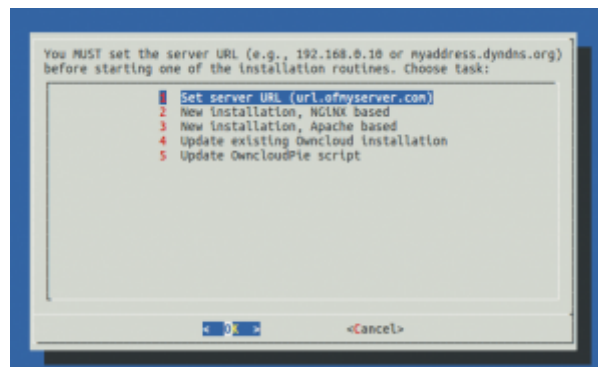 You MUST set the server URL (e.g., 192.168.0.10 or myaddress.dyndns.org)
before starting one of the installation routines. Choose task:
1 Set server URL (url.ofmyserver.com)
2 New installation, NGiNX based
3 New installation, Apache based
4 Update existing Owncloud installation
5 Update OwncloudPie script
< OK > <Cancel>